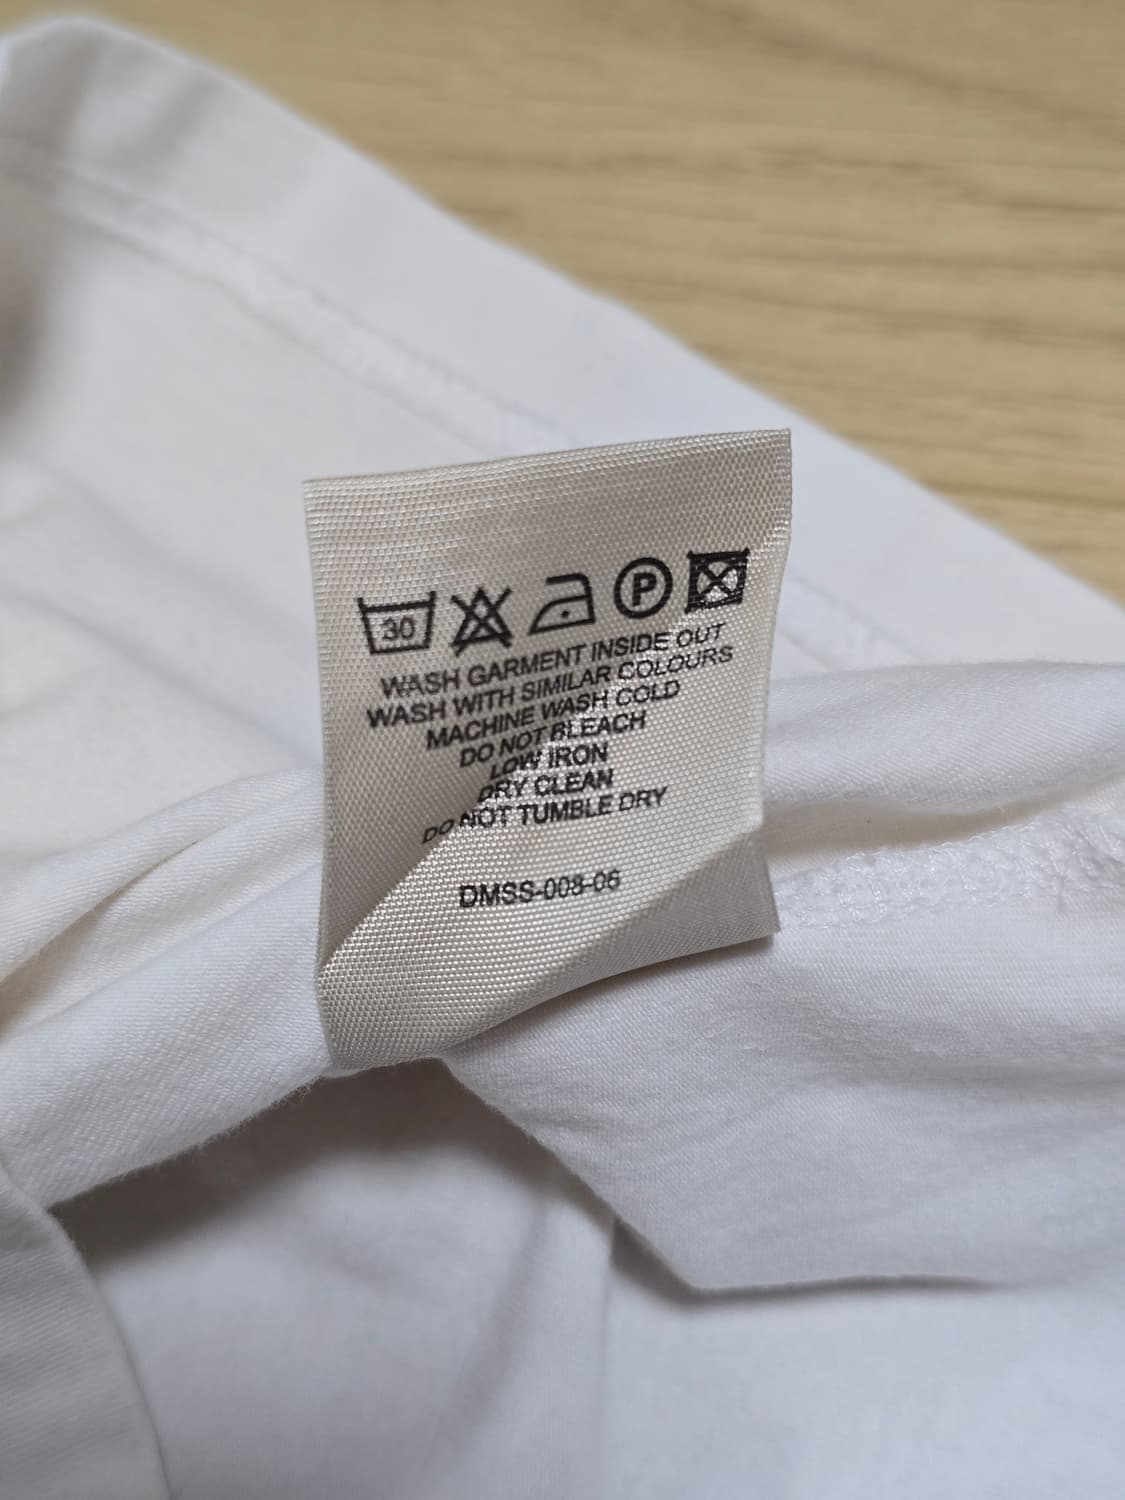 30 P
WASH GARMENT INSIDE OUT
WASH WITH SIMILAR COLOURS
MACHINE WASH COLD
DO NOT BLEACH
LOW IRON
DRY CLEAN
DO NOT TUMBLE DRY
DMSS-008-06